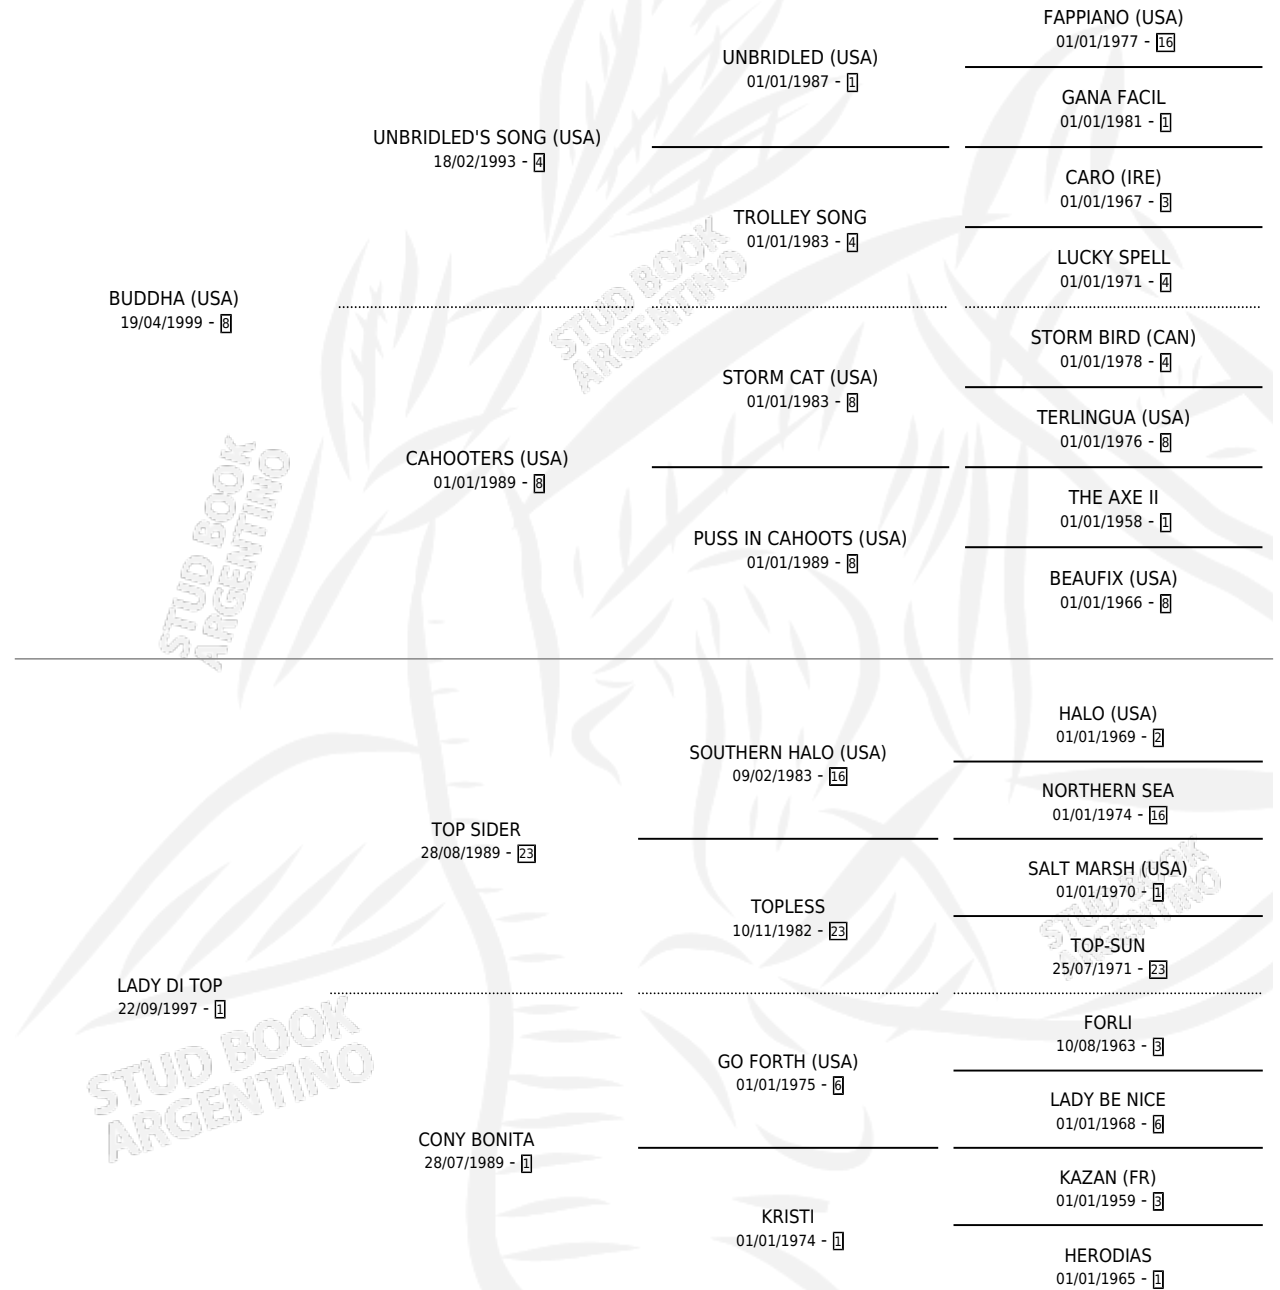 FAPPIANO (USA)
01/01/1977 - 16
UNBRIDLED (USA)
01/01/1987 - 1
GANA FACIL
01/01/1981 - 1
UNBRIDLED'S SONG (USA)
18/02/1993 - 4
CARO (IRE)
01/01/1967 - 3
TROLLEY SONG
01/01/1983 - 4
LUCKY SPELL
01/01/1971 - 4
BUDDHA (USA)
19/04/1999 - 8
STORM BIRD (CAN)
01/01/1978 - 4
STORM CAT (USA)
01/01/1983 - 8
TERLINGUA (USA)
01/01/1976 - 8
CAHOOTERS (USA)
01/01/1989 - 8
THE AXE II
01/01/1958 - 1
PUSS IN CAHOOTS (USA)
01/01/1989 - 8
BEAUFIX (USA)
01/01/1966 - 8
HALO (USA)
01/01/1969 - 2
SOUTHERN HALO (USA)
09/02/1983 - 16
NORTHERN SEA
01/01/1974 - 16
TOP SIDER
28/08/1989 - 23
SALT MARSH (USA)
01/01/1970 - 1
TOPLESS
10/11/1982 - 23
TOP-SUN
25/07/1971 - 23
LADY DI TOP
22/09/1997 - 1
FORLI
10/08/1963 - 3
GO FORTH (USA)
01/01/1975 - 6
LADY BE NICE
01/01/1968 - 6
CONY BONITA
28/07/1989 - 1
KAZAN (FR)
01/01/1959 - 3
KRISTI
01/01/1974 - 1
HERODIAS
01/01/1965 - 1
STUD BOOK
ARGENTINO
STUD BOOK
ARGENTINO
STUD BOOK
ARGENTINO
STUD BOOK
ARGENTINO